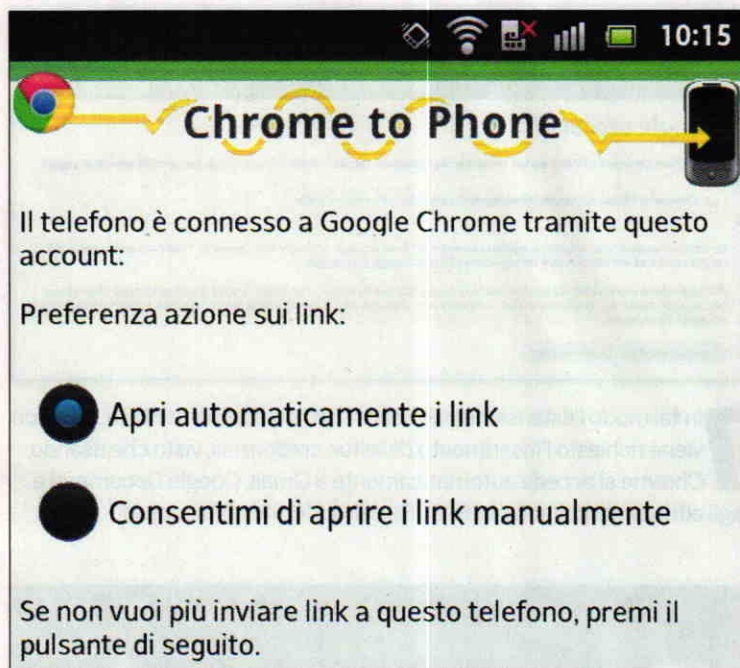 10:15
Chrome to Phone
Il telefono è connesso a Google Chrome tramite questo
account:
Preferenza azione sui link:
Apri automaticamente i link
Consentimi di aprire i link manualmente
Se non vuoi più inviare link a questo telefono, premi il
pulsante di seguito.